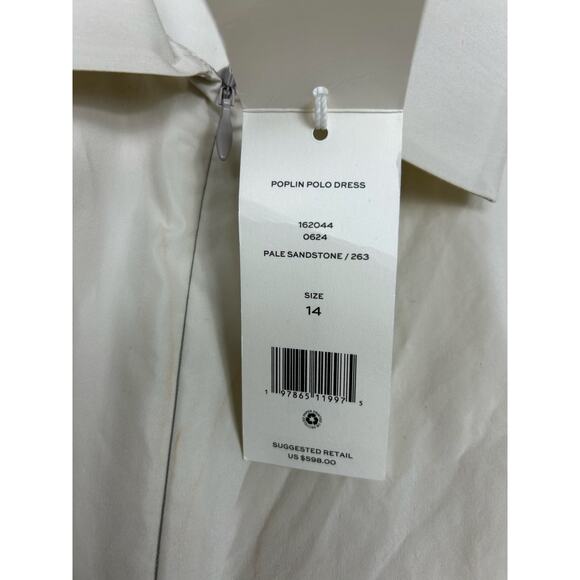 POPLIN POLO DRESS
162044
0624
PALE SANDSTONE / 263
SIZE
14
1 97865 11997 5
SUGGESTED RETAIL
US $598.00